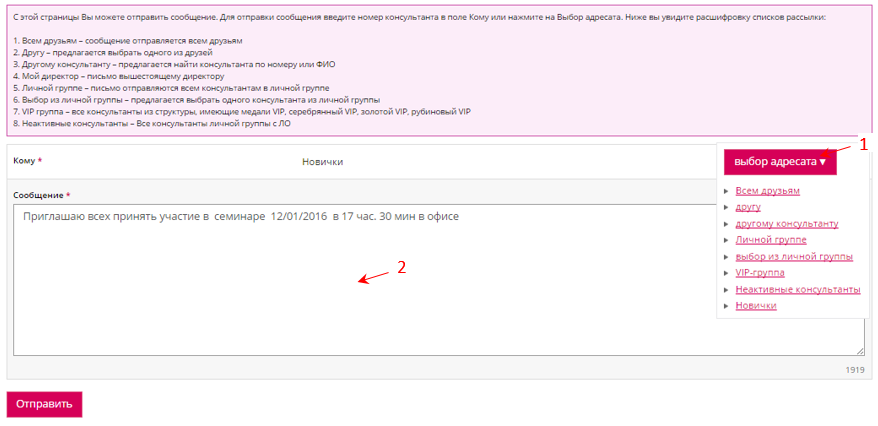 С этой страницы Вы можете отправить сообщение. Для отправки сообщения введите номер консультанта в поле Кому или нажмите на Выбор адресата. Ниже вы увидите расшифровку списков рассылки:
1. Всем друзьям – сообщение отправляется всем друзьям
2. Другу – предлагается выбрать одного из друзей
3. Другому консультанту – предлагается найти консультанта по номеру или ФИО
4. Мой директор – письмо вышестоящему директору
5. Личной группе – письмо отправляются всем консультантам в личной группе
6. Выбор из личной группы – предлагается выбрать одного консультанта из личной группы
7. VIP группа – все консультанты из структуры, имеющие медали VIP, серебрянный VIP, золотой VIP, рубиновый VIP
8. Неактивные консультанты – Все консультанты личной группы с ЛО
1
Кому * Новички
выбор адресата ▼
Всем друзьям
другу
другому консультанту
Личной группе
выбор из личной группы
VIP-группа
Неактивные консультанты
Новички
Сообщение *
Приглашаю всех принять участие в семинаре 12/01/2016 в 17 час. 30 мин в офисе
2
1919
Отправить